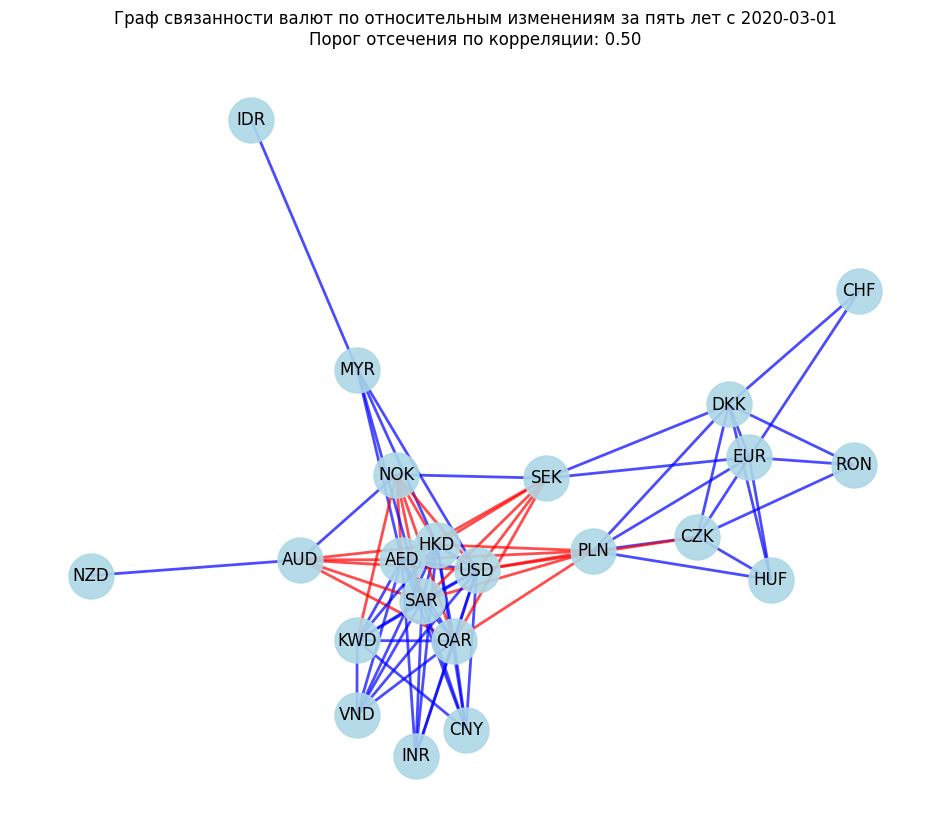 Граф связанности валют по относительным изменениям за пять лет с 2020-03-01
Порог отсечения по корреляции: 0.50
IDR
CHF
MYR
DKK
EUR
RON
NOK
SEK
HKD
CZK
PLN
AUD
AED
USD
NZD
HUF
SAR
KWD
QAR
VND
CNY
INR